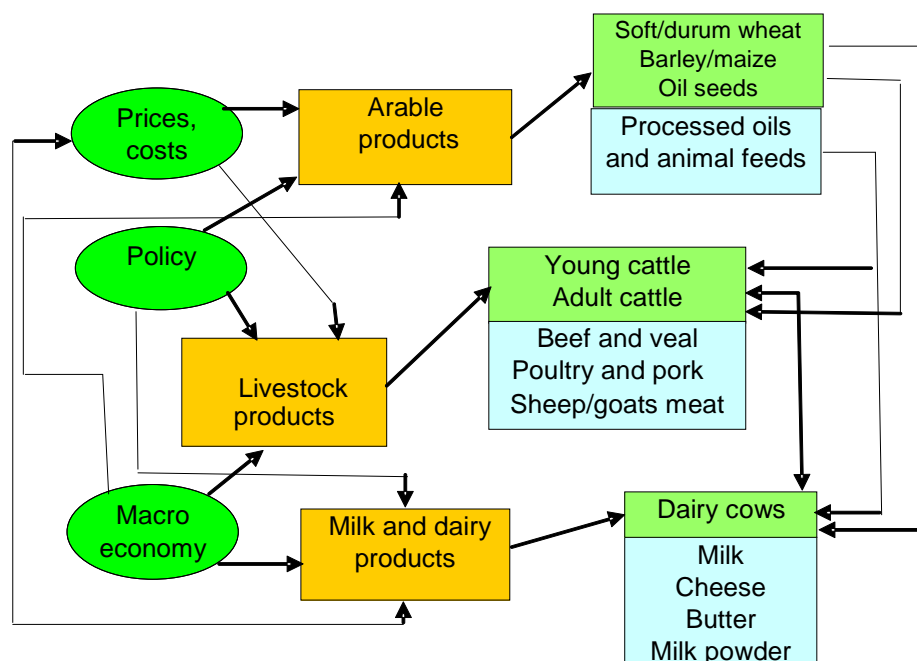 Prices,
costs
Arable
products
Soft/durum wheat
Barley/maize
Oil seeds
Processed oils
and animal feeds
Policy
Young cattle
Adult cattle
Beef and veal
Poultry and pork
Sheep/goats meat
Livestock
products
Macro
economy
Milk and dairy
products
Dairy cows
Milk
Cheese
Butter
Milk powder